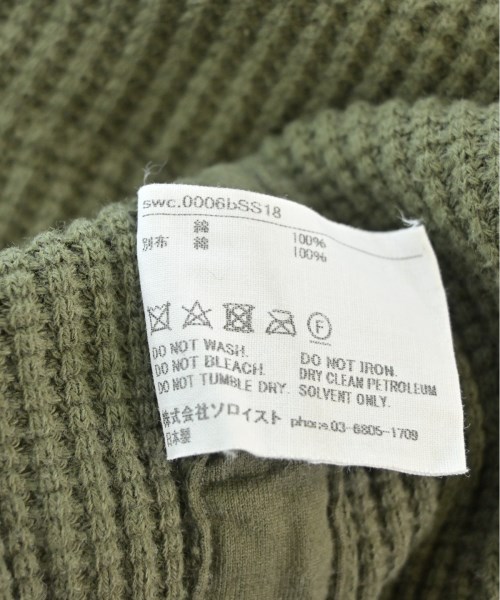 swc.0006bSS18
綿 100%
別布 綿 100%
F
DO NOT WASH.
DO NOT BLEACH.
DO NOT TUMBLE DRY.
DO NOT IRON.
DRY CLEAN PETROLEUM
SOLVENT ONLY.
株式会社ソロイスト phone.03-6805-1709
日本製